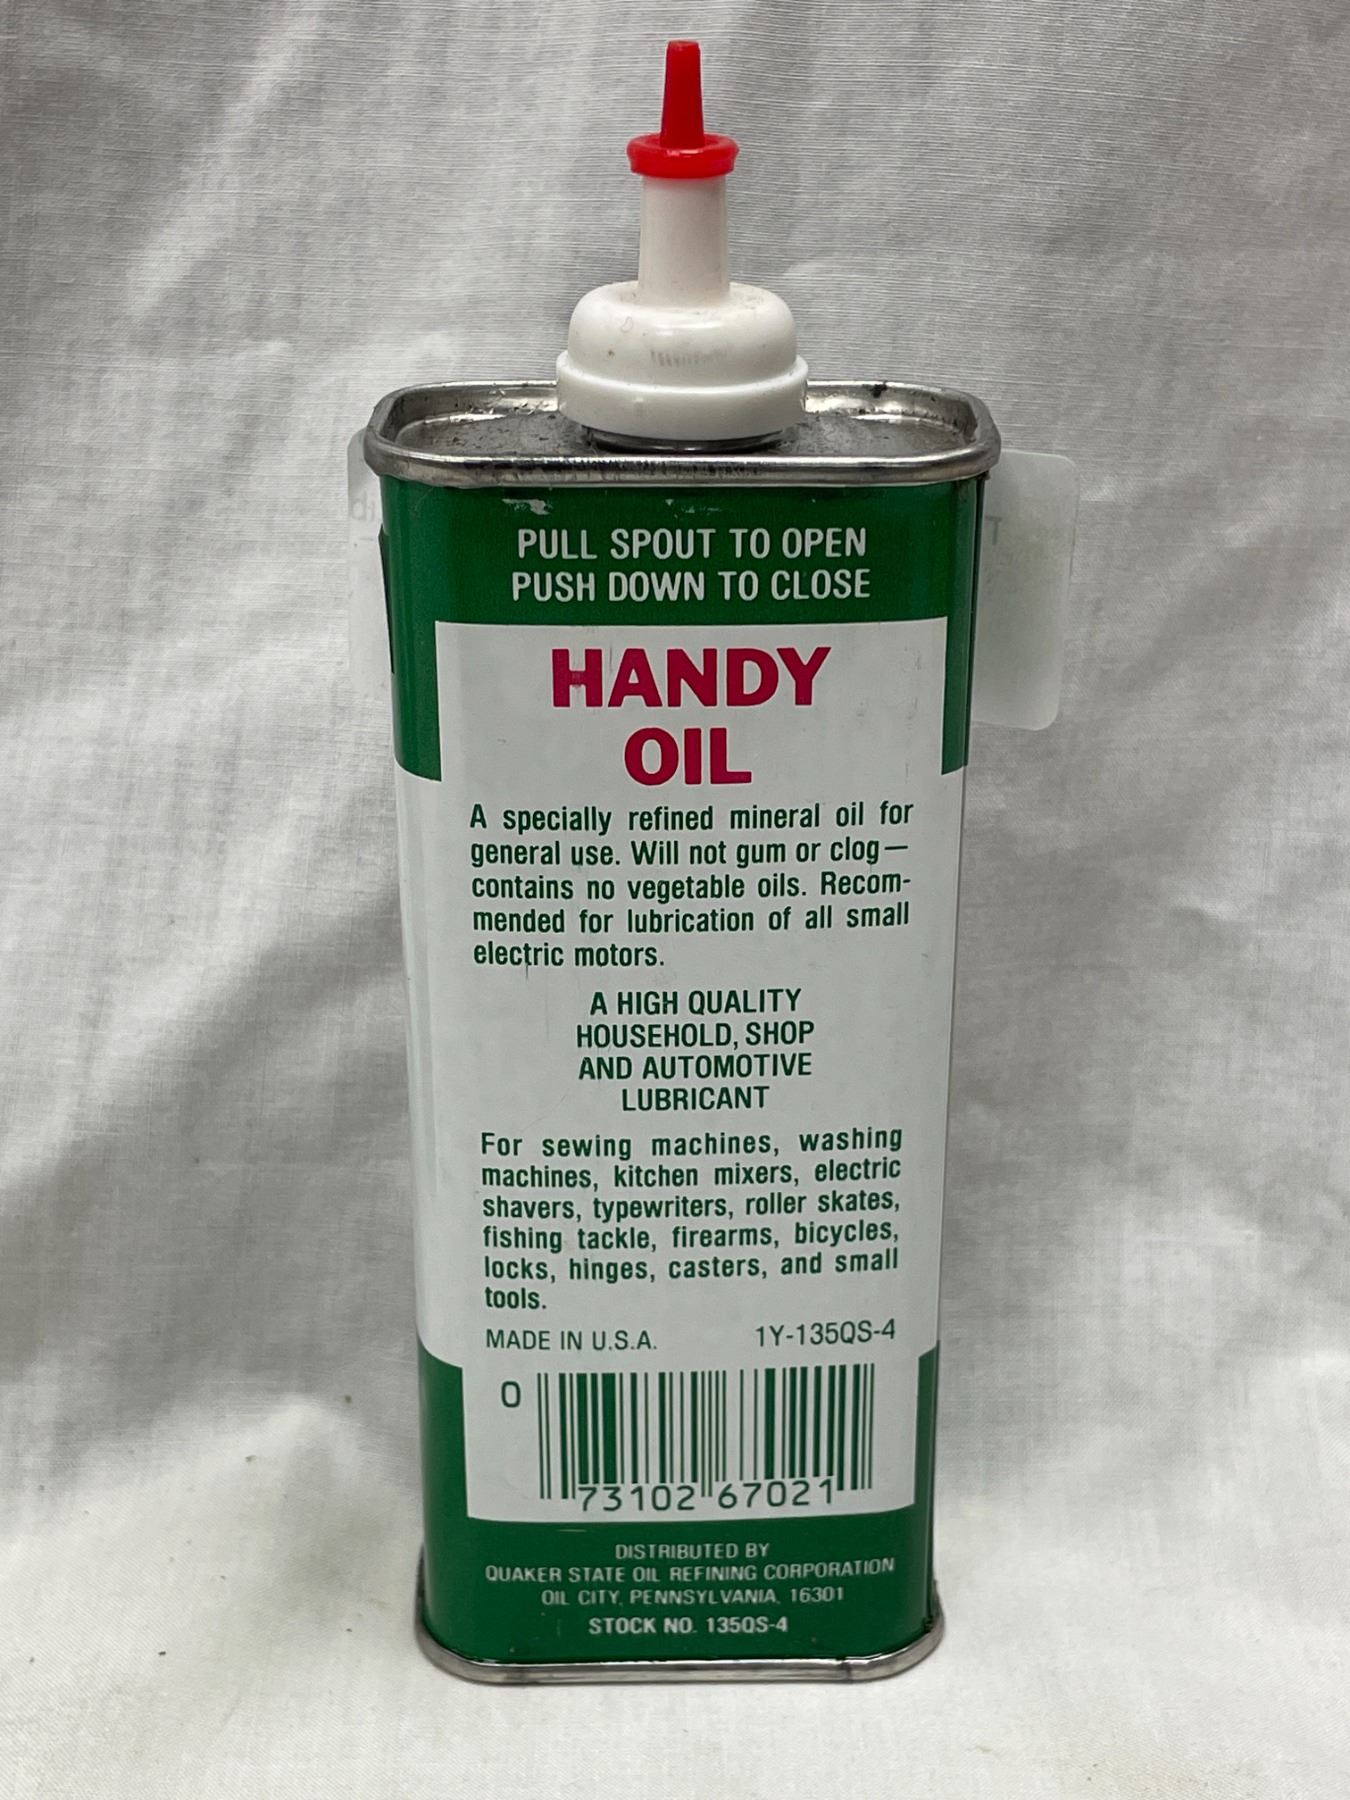 PULL SPOUT TO OPEN
PUSH DOWN TO CLOSE
HANDY
OIL
A specially refined mineral oil for
general use. Will not gum or clog—
contains no vegetable oils. Recom-
mended for lubrication of all small
electric motors.
A HIGH QUALITY
HOUSEHOLD, SHOP
AND AUTOMOTIVE
LUBRICANT
For sewing machines, washing
machines, kitchen mixers, electric
shavers, typewriters, roller skates,
fishing tackle, firearms, bicycles,
locks, hinges, casters, and small
tools.
MADE IN U.S.A. 1Y-135QS-4
0 73102 67021
DISTRIBUTED BY
QUAKER STATE OIL REFINING CORPORATION
OIL CITY, PENNSYLVANIA, 16301
STOCK NO. 135QS-4